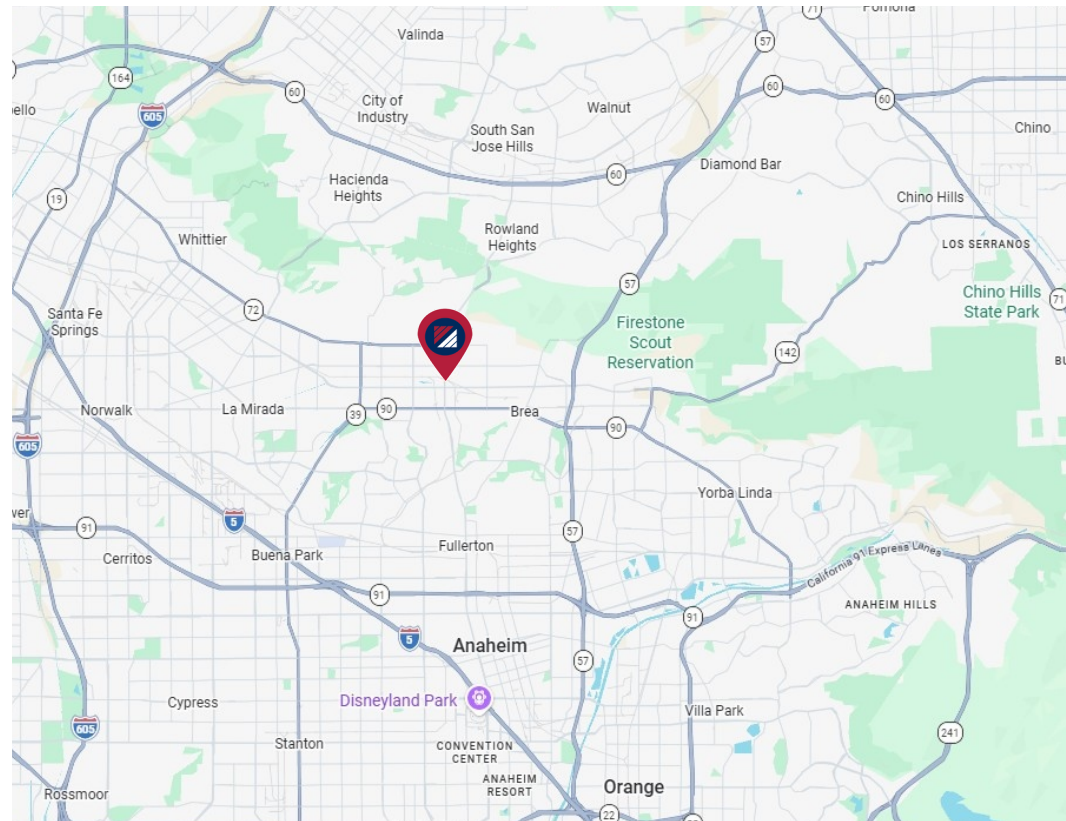 71
Pomona
Valinda
57
164
60
60
60
City of
Industry
Walnut
605
South San
Jose Hills
Chino
Diamond Bar
60
Hacienda
Heights
19
Chino Hills
Rowland
Heights
Whittier
LOS SERRANOS
57
Chino Hills
State Park
71
72
Santa Fe
Springs
Firestone
Scout
Reservation
142
Norwalk
La Mirada
39
90
Brea
90
605
Yorba Linda
5
91
57
Cerritos
Buena Park
Fullerton
California 91 Express Lanes
91
ANAHEIM HILLS
91
5
Anaheim
57
Disneyland Park
Cypress
Villa Park
605
Stanton
CONVENTION
CENTER
241
ANAHEIM
RESORT
Orange
Rossmoor
22